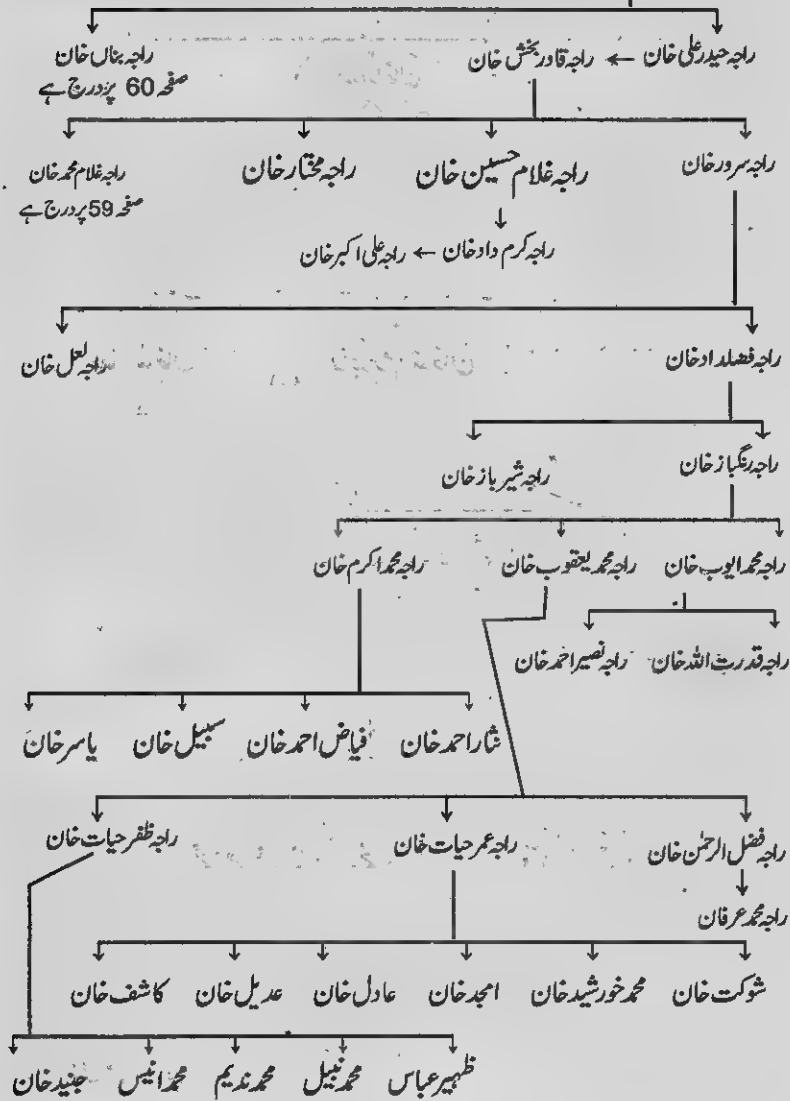 راجہ حیدر علی خان ← راجہ قادر بخش خان راجہ بناں خان
صفحہ 60 پر درج ہے
راجہ سرور خان راجہ غلام حسین خان راجہ مختار خان راجہ غلام محمد خان
صفحہ 59 پر درج ہے
راجہ کرم داد خان ← راجہ علی اکبر خان
راجہ فضلداد خان راجہ لعل خان
راجہ رنگباز خان راجہ شیر باز خان
راجہ محمد ایوب خان راجہ محمد یعقوب خان راجہ محمد اکرم خان
راجہ قدرت اللہ خان راجہ نصیر احمد خان
نثار احمد خان فیاض احمد خان سبیل خان یاسر خان
راجہ فضل الرحمٰن خان راجہ عمر حیات خان راجہ ظفر حیات خان
راجہ محمد عرفان
شوکت خان محمد خورشید خان امجد خان عادل خان عدیل خان کاشف خان
ظہیر عباس محمد نبیل محمد ندیم محمد انیس جنید خان